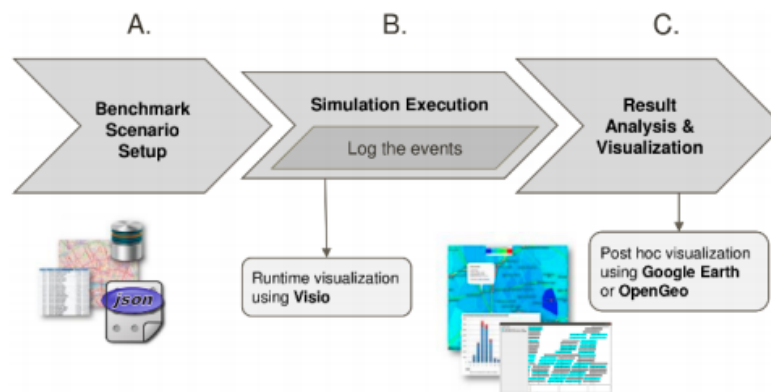 A.
B.
C.
Benchmark
Scenario
Setup
Simulation Execution
Log the events
Result
Analysis &
Visualization
json
Runtime visualization
using Visio
Post hoc visualization
using Google Earth
or OpenGeo